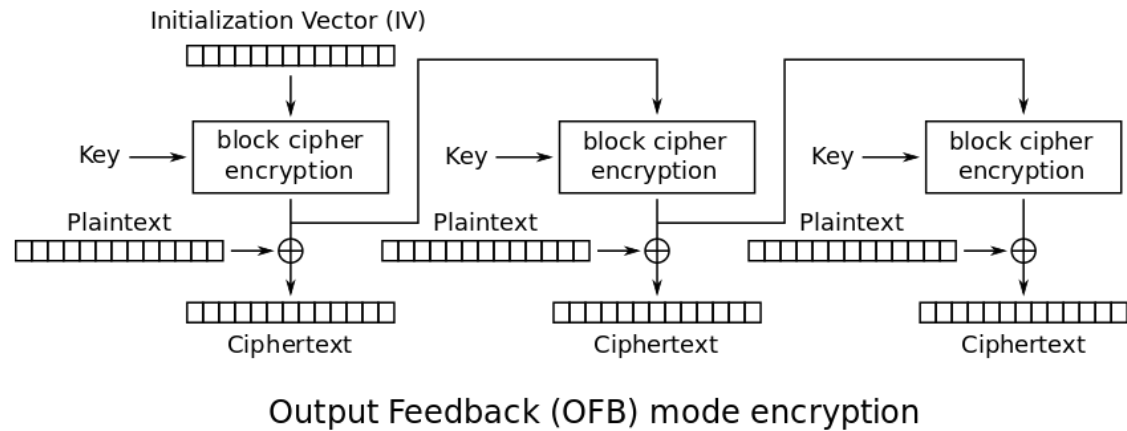 Initialization Vector (IV)
Key
block cipher
encryption
Key
block cipher
encryption
Key
block cipher
encryption
Plaintext
Plaintext
Plaintext
Ciphertext
Ciphertext
Ciphertext
Output Feedback (OFB) mode encryption